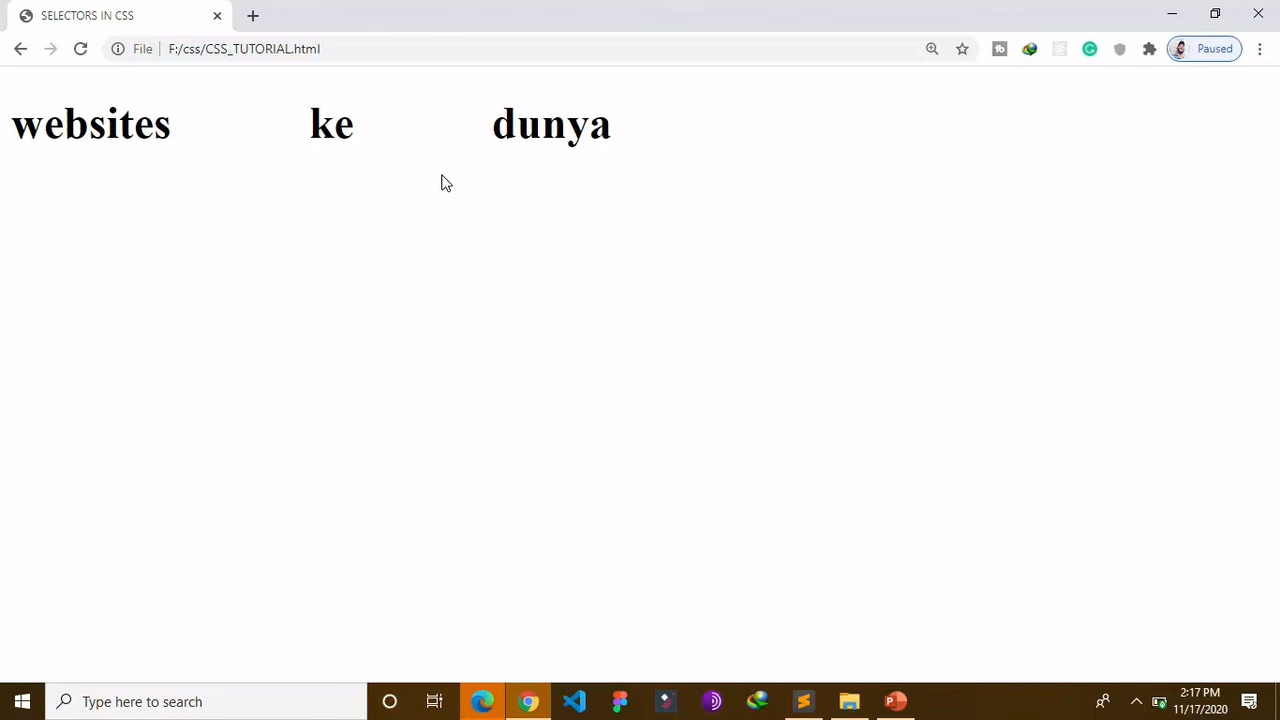 SELECTORS IN CSS
File F:/css/CSS_TUTORIAL.html Paused
websites ke dunya
Type here to search
2:17 PM
11/17/2020